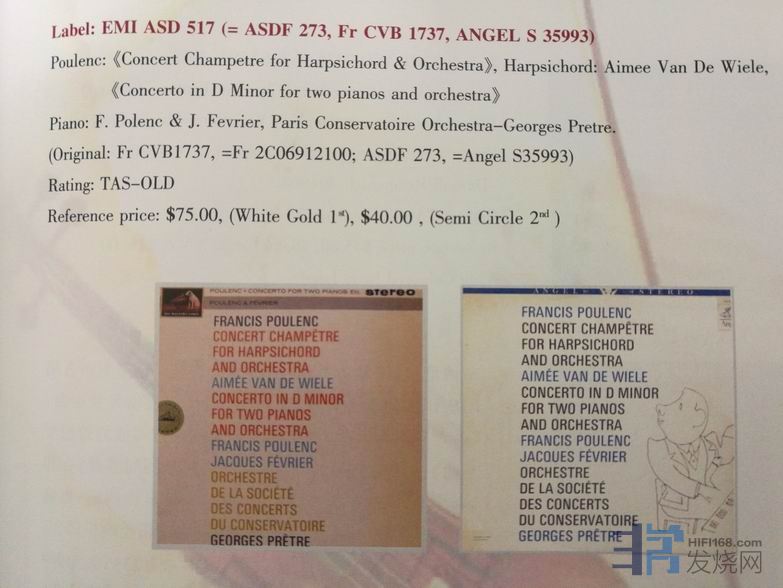 Label: EMI ASD 517 (= ASDF 273, Fr CVB 1737, ANGEL S 35993)
Poulenc: 《Concert Champetre for Harpsichord & Orchestra》, Harpsichord: Aimee Van De Wiele,
《Concerto in D Minor for two pianos and orchestra》
Piano: F. Polenc & J. Fevrier, Paris Conservatoire Orchestra–Georges Pretre.
(Original: Fr CVB1737, =Fr 2C06912100; ASDF 273, =Angel S35993)
Rating: TAS–OLD
Reference price: $75.00, (White Gold 1st), $40.00 , (Semi Circle 2nd )
POULENC • CONCERTO FOR TWO PIANOS Etc. stereo
POULENC & FÉVRIER
FRANCIS POULENC
CONCERT CHAMPÊTRE
FOR HARPSICHORD
AND ORCHESTRA
AIMÉE VAN DE WIELE
CONCERTO IN D MINOR
FOR TWO PIANOS
AND ORCHESTRA
FRANCIS POULENC
JACQUES FÉVRIER
ORCHESTRE
DE LA SOCIÉTÉ
DES CONCERTS
DU CONSERVATOIRE
GEORGES PRÊTRE
ANGEL STEREO
FRANCIS POULENC
CONCERT CHAMPÊTRE
FOR HARPSICHORD
AND ORCHESTRA
AIMÉE VAN DE WIELE
CONCERTO IN D MINOR
FOR TWO PIANOS
AND ORCHESTRA
FRANCIS POULENC
JACQUES FÉVRIER
ORCHESTRE
DE LA SOCIÉTÉ
DES CONCERTS
DU CONSERVATOIRE
GEORGES PRÊTRE
HIFI168.com
发烧网